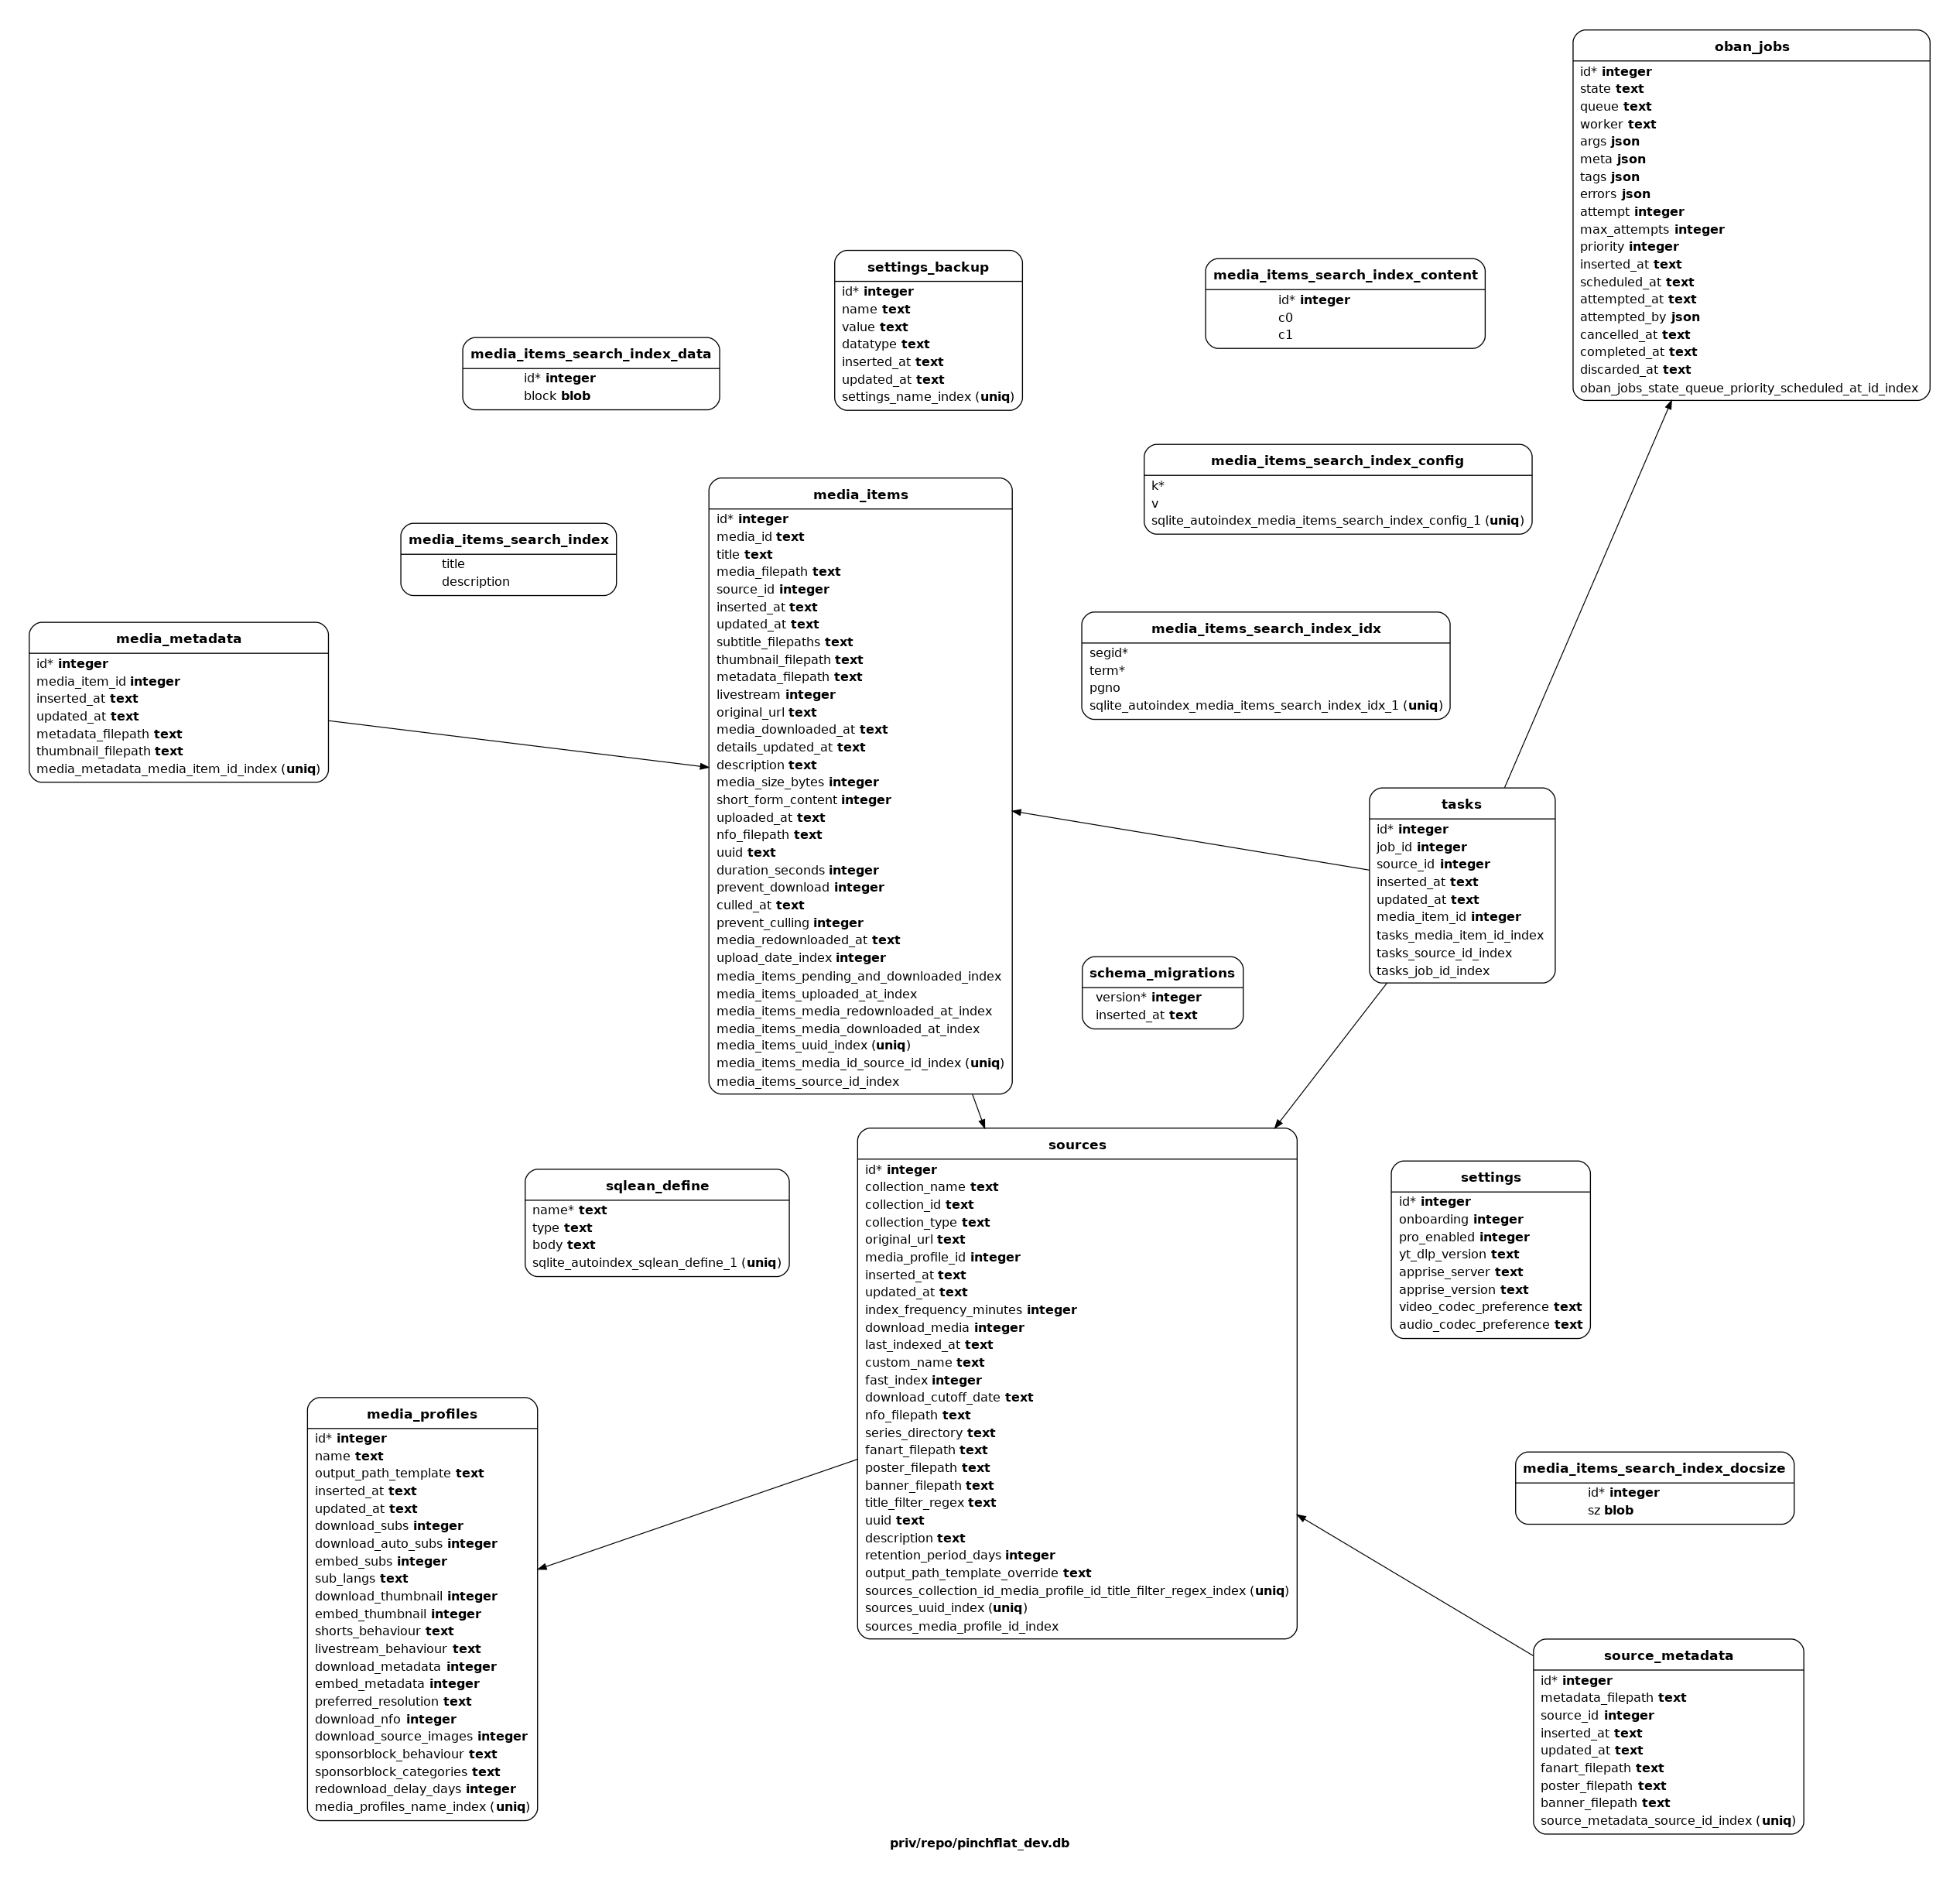 oban_jobs
id* integer
state text
queue text
worker text
args json
meta json
tags json
errors json
attempt integer
max_attempts integer
priority integer
inserted_at text
scheduled_at text
attempted_at text
attempted_by json
cancelled_at text
completed_at text
discarded_at text
oban_jobs_state_queue_priority_scheduled_at_id_index
settings_backup
id* integer
name text
value text
datatype text
inserted_at text
updated_at text
settings_name_index (uniq)
media_items_search_index_content
id* integer
c0
c1
media_items_search_index_data
id* integer
block blob
media_items_search_index_config
k*
v
sqlite_autoindex_media_items_search_index_config_1 (uniq)
media_items
id* integer
media_id text
title text
media_filepath text
source_id integer
inserted_at text
updated_at text
subtitle_filepaths text
thumbnail_filepath text
metadata_filepath text
livestream integer
original_url text
media_downloaded_at text
details_updated_at text
description text
media_size_bytes integer
short_form_content integer
uploaded_at text
nfo_filepath text
uuid text
duration_seconds integer
prevent_download integer
culled_at text
prevent_culling integer
media_redownloaded_at text
upload_date_index integer
media_items_pending_and_downloaded_index
media_items_uploaded_at_index
media_items_media_redownloaded_at_index
media_items_media_downloaded_at_index
media_items_uuid_index (uniq)
media_items_media_id_source_id_index (uniq)
media_items_source_id_index
media_items_search_index
title
description
media_metadata
id* integer
media_item_id integer
inserted_at text
updated_at text
metadata_filepath text
thumbnail_filepath text
media_metadata_media_item_id_index (uniq)
media_items_search_index_idx
segid*
term*
pgno
sqlite_autoindex_media_items_search_index_idx_1 (uniq)
tasks
id* integer
job_id integer
source_id integer
inserted_at text
updated_at text
media_item_id integer
tasks_media_item_id_index
tasks_source_id_index
tasks_job_id_index
schema_migrations
version* integer
inserted_at text
sources
id* integer
collection_name text
collection_id text
collection_type text
original_url text
media_profile_id integer
inserted_at text
updated_at text
index_frequency_minutes integer
download_media integer
last_indexed_at text
custom_name text
fast_index integer
download_cutoff_date text
nfo_filepath text
series_directory text
fanart_filepath text
poster_filepath text
banner_filepath text
title_filter_regex text
uuid text
description text
retention_period_days integer
output_path_template_override text
sources_collection_id_media_profile_id_title_filter_regex_index (uniq)
sources_uuid_index (uniq)
sources_media_profile_id_index
sqlean_define
name* text
type text
body text
sqlite_autoindex_sqlean_define_1 (uniq)
settings
id* integer
onboarding integer
pro_enabled integer
yt_dlp_version text
apprise_server text
apprise_version text
video_codec_preference text
audio_codec_preference text
media_profiles
id* integer
name text
output_path_template text
inserted_at text
updated_at text
download_subs integer
download_auto_subs integer
embed_subs integer
sub_langs text
download_thumbnail integer
embed_thumbnail integer
shorts_behaviour text
livestream_behaviour text
download_metadata integer
embed_metadata integer
preferred_resolution text
download_nfo integer
download_source_images integer
sponsorblock_behaviour text
sponsorblock_categories text
redownload_delay_days integer
media_profiles_name_index (uniq)
media_items_search_index_docsize
id* integer
sz blob
source_metadata
id* integer
metadata_filepath text
source_id integer
inserted_at text
updated_at text
fanart_filepath text
poster_filepath text
banner_filepath text
source_metadata_source_id_index (uniq)
priv/repo/pinchflat_dev.db